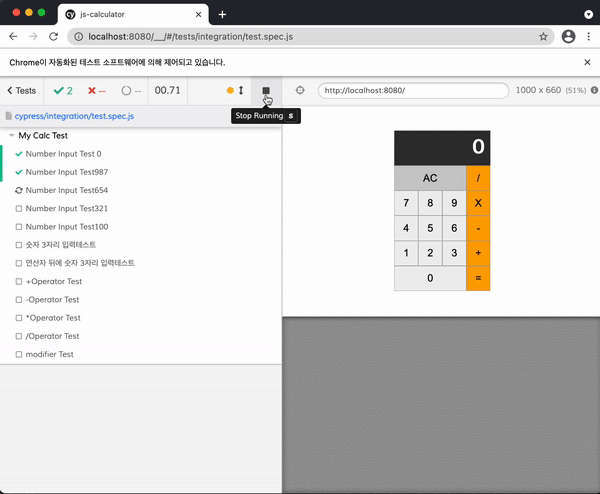 cy js-calculator
localhost:8080/__/#/tests/integration/test.spec.js
Chrome이 자동화된 테스트 소프트웨어에 의해 제어되고 있습니다.
Tests 2 -- -- 00.71 http://localhost:8080/ 1000 x 660 (51%)
Stop Running s
cypress/integration/test.spec.js
My Calc Test
Number Input Test 0
Number Input Test987
Number Input Test654
Number Input Test321
Number Input Test100
숫자 3자리 입력테스트
연산자 뒤에 숫자 3자리 입력테스트
+Operator Test
-Operator Test
*Operator Test
/Operator Test
modifier Test
0
AC /
7 8 9 X
4 5 6 -
1 2 3 +
0 =